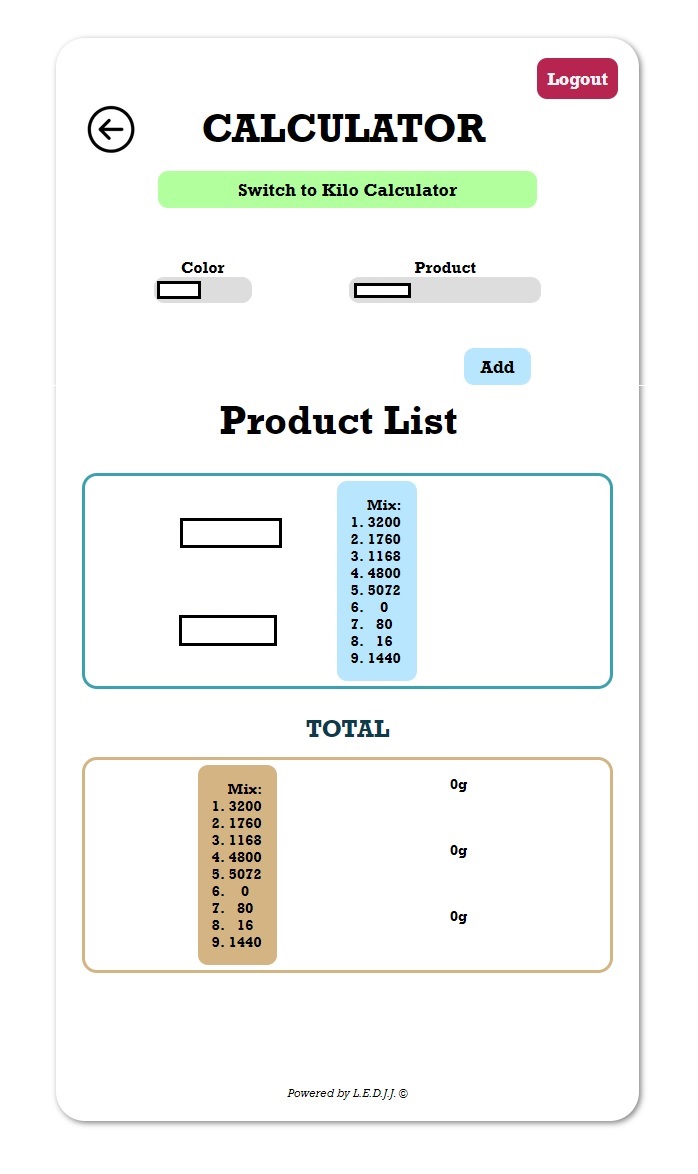 Logout
CALCULATOR
Switch to Kilo Calculator
Color
Product
Add
Product List
Mix:
1. 3200
2. 1760
3. 1168
4. 4800
5. 5072
6. 0
7. 80
8. 16
9. 1440
TOTAL
Mix:
1. 3200
2. 1760
3. 1168
4. 4800
5. 5072
6. 0
7. 80
8. 16
9. 1440
0g
0g
0g
Powered by L.E.D.J.J. ©